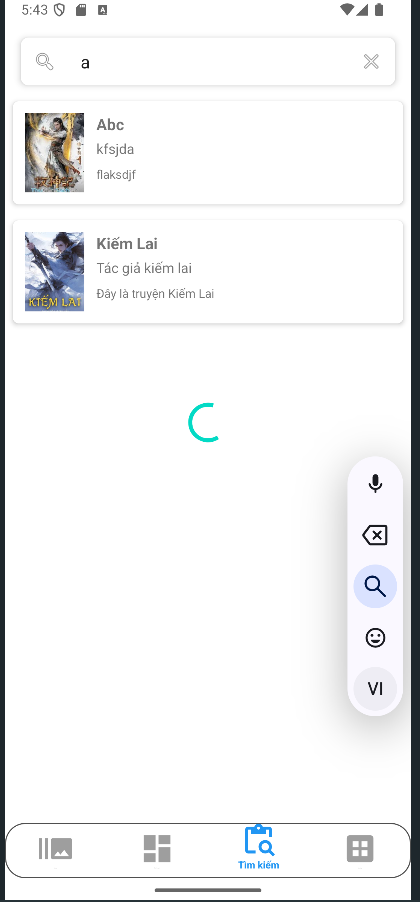 5:43
A
a
Abc
kfsjda
flaksdjf
KIẾM LAI
Kiếm Lai
Tác giả kiếm lai
Đây là truyện Kiếm Lai
VI
Tìm kiếm